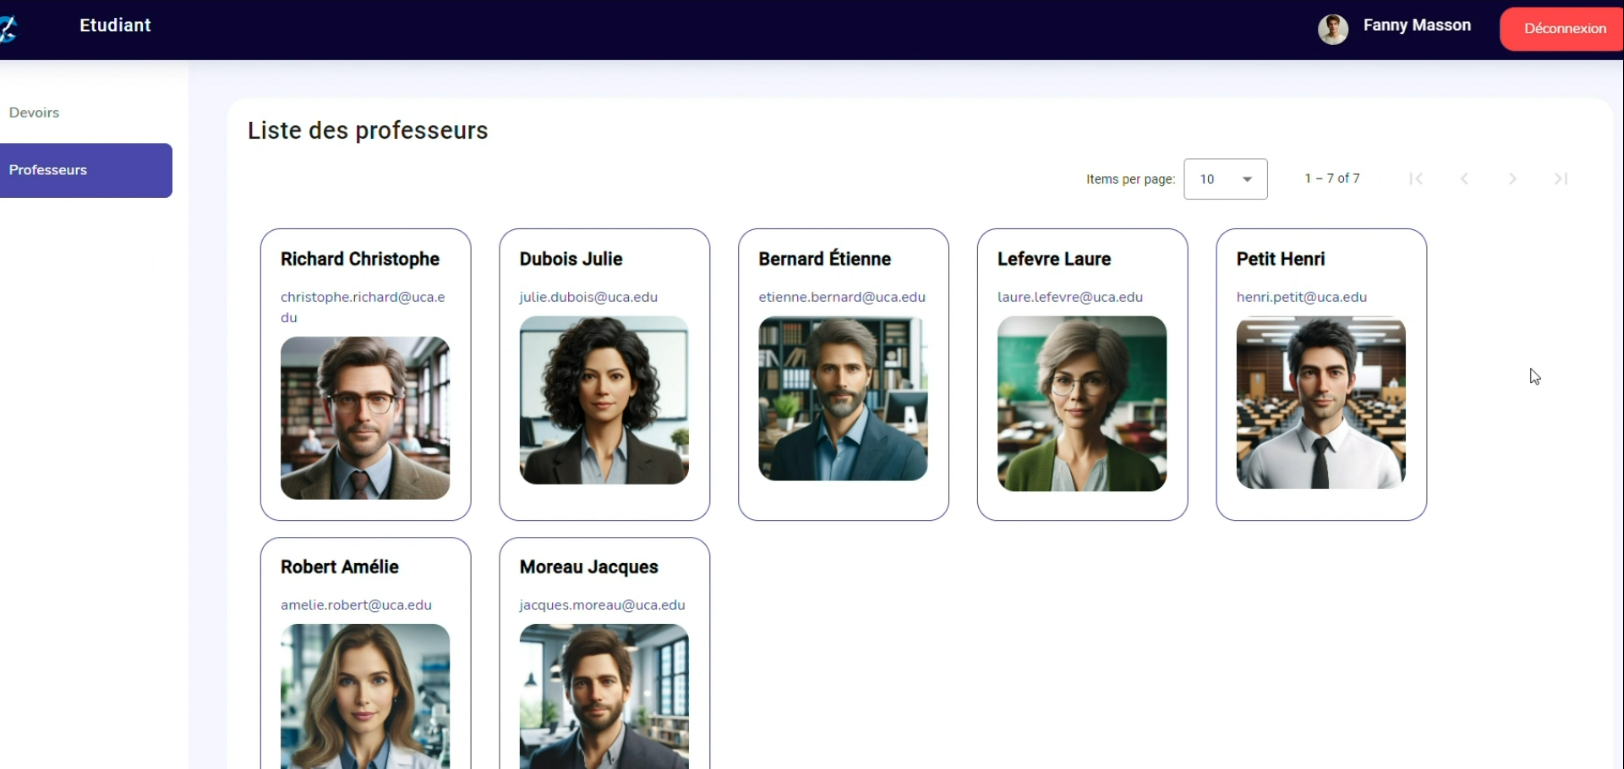 Etudiant
Fanny Masson
Déconnexion
Devoirs
Professeurs
Liste des professeurs
Items per page:
10
1 – 7 of 7
Richard Christophe
christophe.richard@uca.e
du
Dubois Julie
julie.dubois@uca.edu
Bernard Étienne
etienne.bernard@uca.edu
Lefevre Laure
laure.lefevre@uca.edu
Petit Henri
henri.petit@uca.edu
Robert Amélie
amelie.robert@uca.edu
Moreau Jacques
jacques.moreau@uca.edu